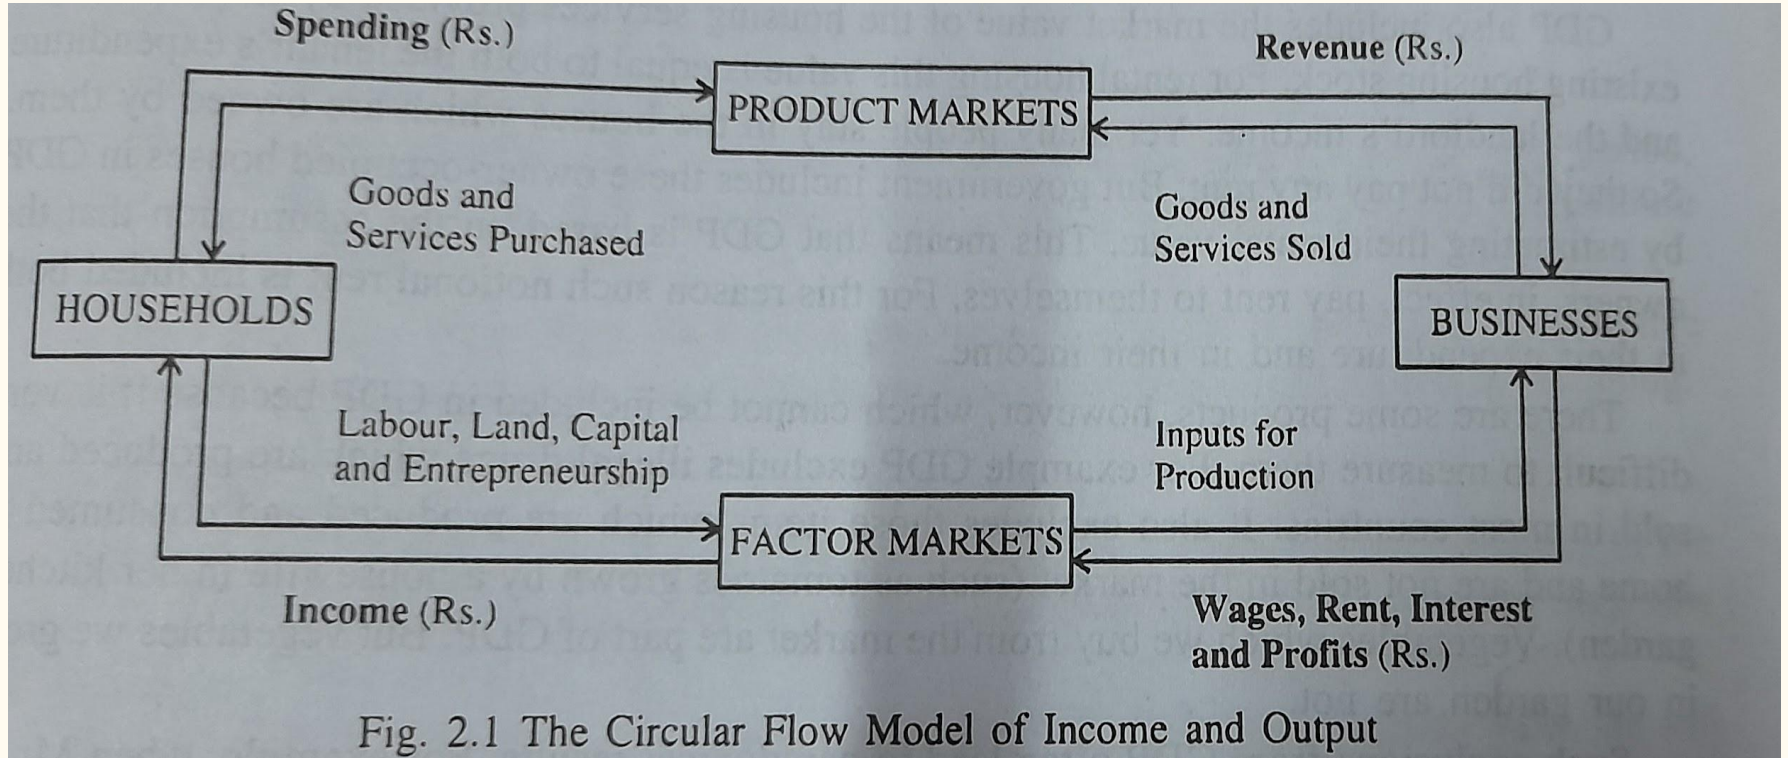 Spending (Rs.)
Revenue (Rs.)
PRODUCT MARKETS
Goods and
Services Purchased
Goods and
Services Sold
HOUSEHOLDS
BUSINESSES
Labour, Land, Capital
and Entrepreneurship
Inputs for
Production
FACTOR MARKETS
Income (Rs.)
Wages, Rent, Interest
and Profits (Rs.)
Fig. 2.1 The Circular Flow Model of Income and Output